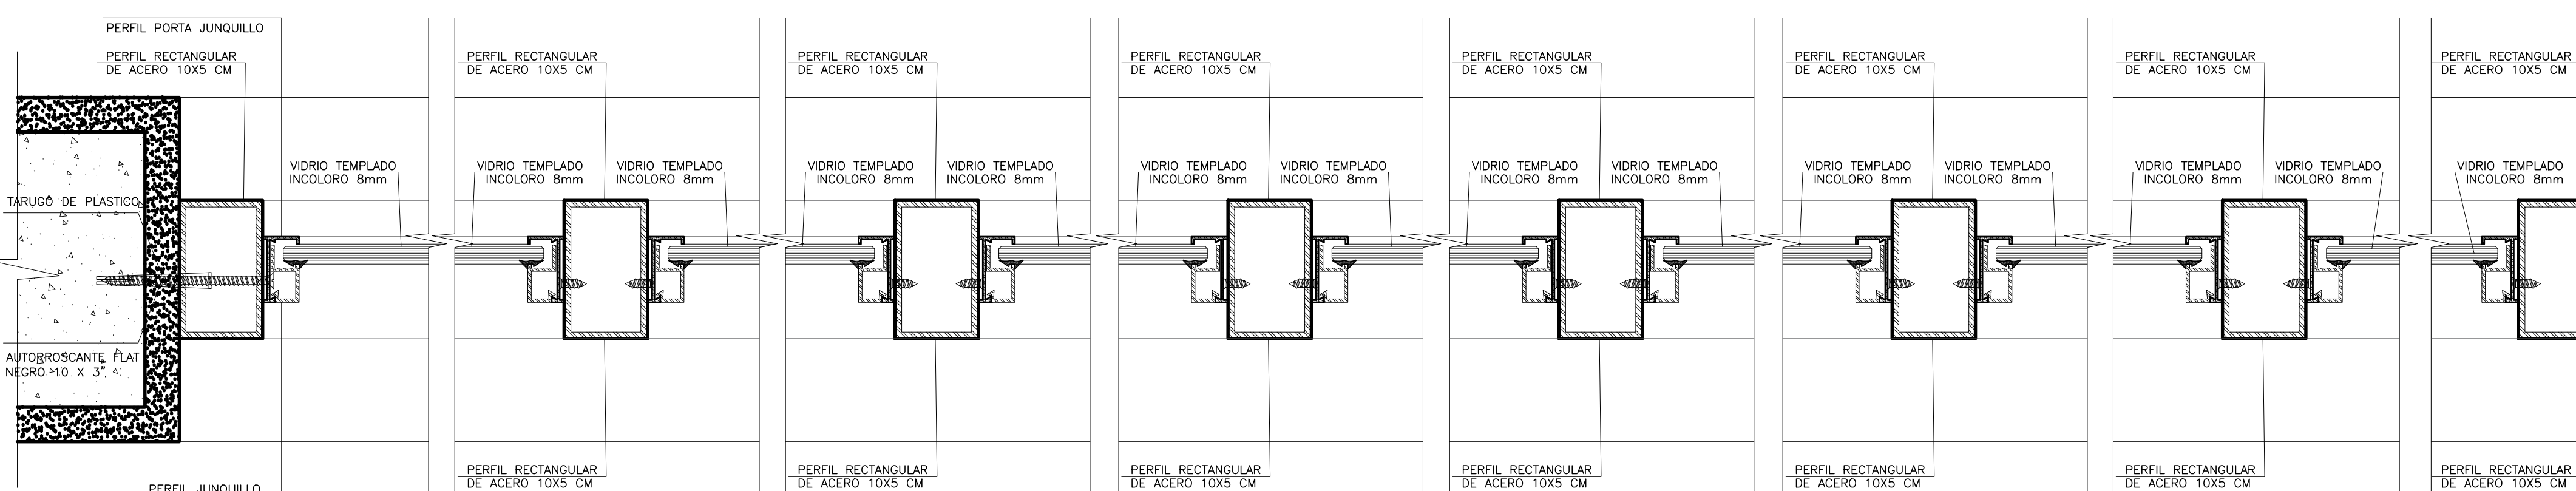 PERFIL PORTA JUNQUILLO
PERFIL RECTANGULAR
DE ACERO 10X5 CM
PERFIL RECTANGULAR
DE ACERO 10X5 CM
PERFIL RECTANGULAR
DE ACERO 10X5 CM
PERFIL RECTANGULAR
DE ACERO 10X5 CM
PERFIL RECTANGULAR
DE ACERO 10X5 CM
PERFIL RECTANGULAR
DE ACERO 10X5 CM
PERFIL RECTANGULAR
DE ACERO 10X5 CM
PERFIL RECTANGULAR
DE ACERO 10X5 CM
VIDRIO TEMPLADO
INCOLORO 8mm
VIDRIO TEMPLADO
INCOLORO 8mm
VIDRIO TEMPLADO
INCOLORO 8mm
VIDRIO TEMPLADO
INCOLORO 8mm
VIDRIO TEMPLADO
INCOLORO 8mm
VIDRIO TEMPLADO
INCOLORO 8mm
VIDRIO TEMPLADO
INCOLORO 8mm
VIDRIO TEMPLADO
INCOLORO 8mm
VIDRIO TEMPLADO
INCOLORO 8mm
VIDRIO TEMPLADO
INCOLORO 8mm
VIDRIO TEMPLADO
INCOLORO 8mm
VIDRIO TEMPLADO
INCOLORO 8mm
VIDRIO TEMPLADO
INCOLORO 8mm
VIDRIO TEMPLADO
INCOLORO 8mm
TARUGO DE PLASTICO
AUTORROSCANTE FLAT
NEGRO 10 X 3"
PERFIL RECTANGULAR
DE ACERO 10X5 CM
PERFIL RECTANGULAR
DE ACERO 10X5 CM
PERFIL RECTANGULAR
DE ACERO 10X5 CM
PERFIL RECTANGULAR
DE ACERO 10X5 CM
PERFIL RECTANGULAR
DE ACERO 10X5 CM
PERFIL RECTANGULAR
DE ACERO 10X5 CM
PERFIL RECTANGULAR
DE ACERO 10X5 CM
PERFIL JUNQUILLO